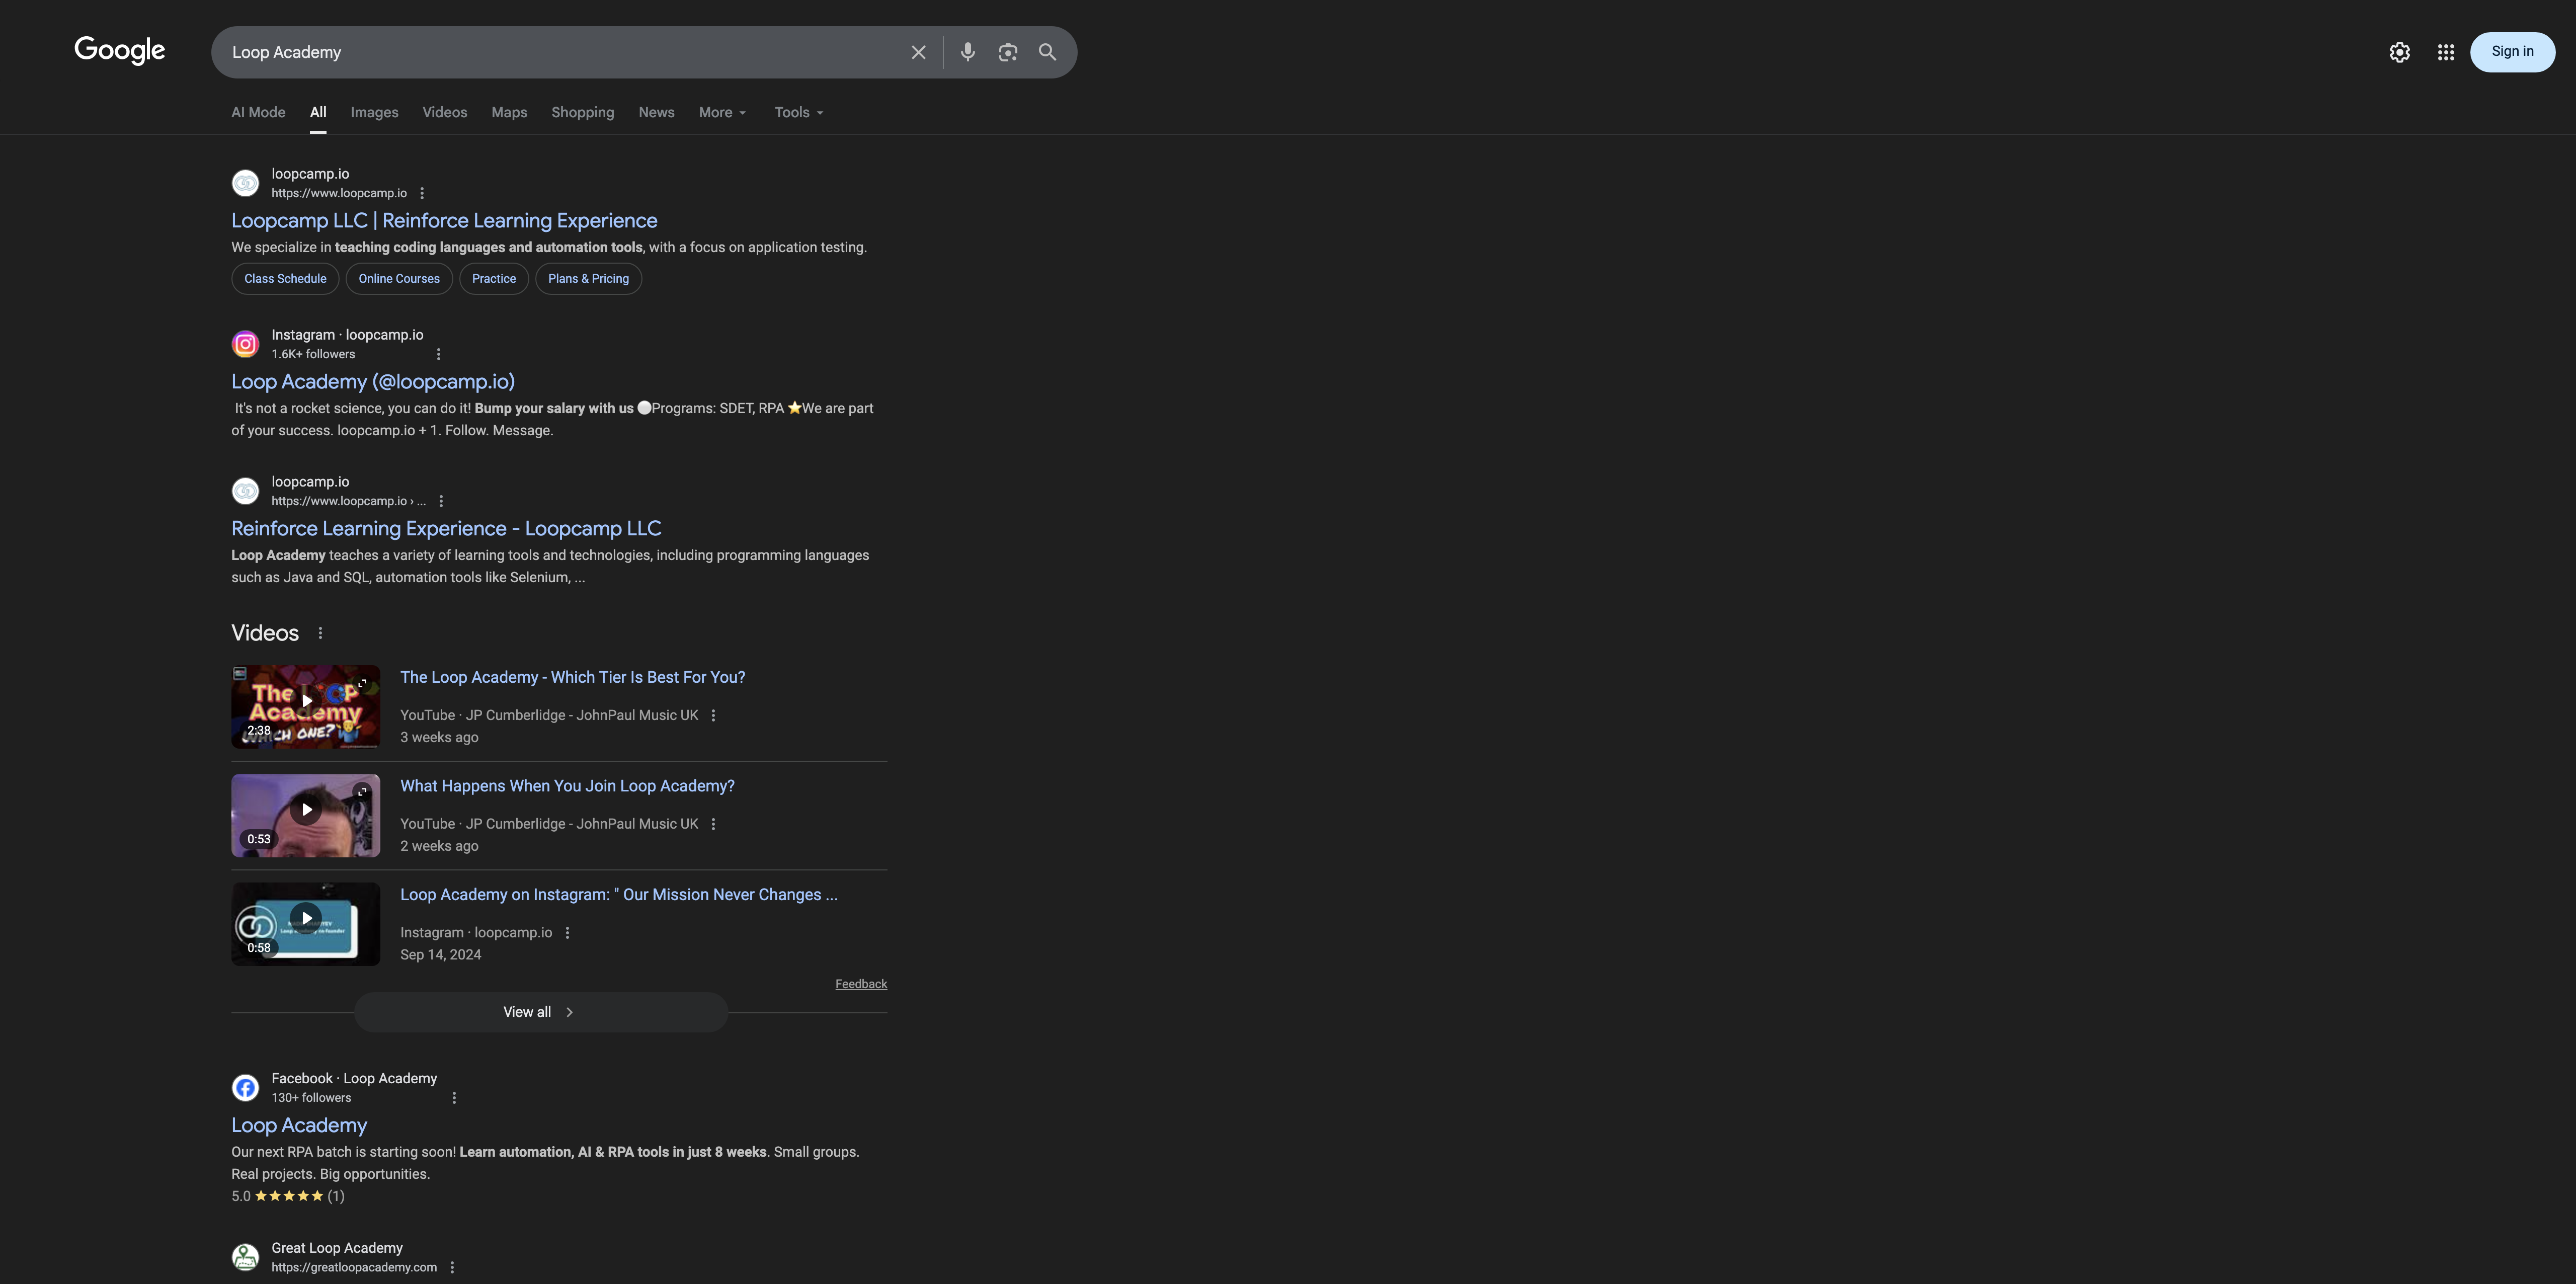 Google
Loop Academy
Sign in
AI Mode
All
Images
Videos
Maps
Shopping
News
More
Tools
loopcamp.io
https://www.loopcamp.io
Loopcamp LLC | Reinforce Learning Experience
We specialize in teaching coding languages and automation tools, with a focus on application testing.
Class Schedule
Online Courses
Practice
Plans & Pricing
Instagram · loopcamp.io
1.6K+ followers
Loop Academy (@loopcamp.io)
It's not a rocket science, you can do it! Bump your salary with us ⚪Programs: SDET, RPA ⭐We are part
of your success. loopcamp.io + 1. Follow. Message.
loopcamp.io
https://www.loopcamp.io › ...
Reinforce Learning Experience - Loopcamp LLC
Loop Academy teaches a variety of learning tools and technologies, including programming languages
such as Java and SQL, automation tools like Selenium, ...
Videos
The LOOP
Academy
WHICH ONE?
2:38
The Loop Academy - Which Tier Is Best For You?
YouTube · JP Cumberlidge - JohnPaul Music UK
3 weeks ago
0:53
What Happens When You Join Loop Academy?
YouTube · JP Cumberlidge - JohnPaul Music UK
2 weeks ago
0:58
Loop Academy on Instagram: " Our Mission Never Changes ...
Instagram · loopcamp.io
Sep 14, 2024
Feedback
View all
Facebook · Loop Academy
130+ followers
Loop Academy
Our next RPA batch is starting soon! Learn automation, AI & RPA tools in just 8 weeks. Small groups.
Real projects. Big opportunities.
5.0 ★★★★★ (1)
Great Loop Academy
https://greatloopacademy.com